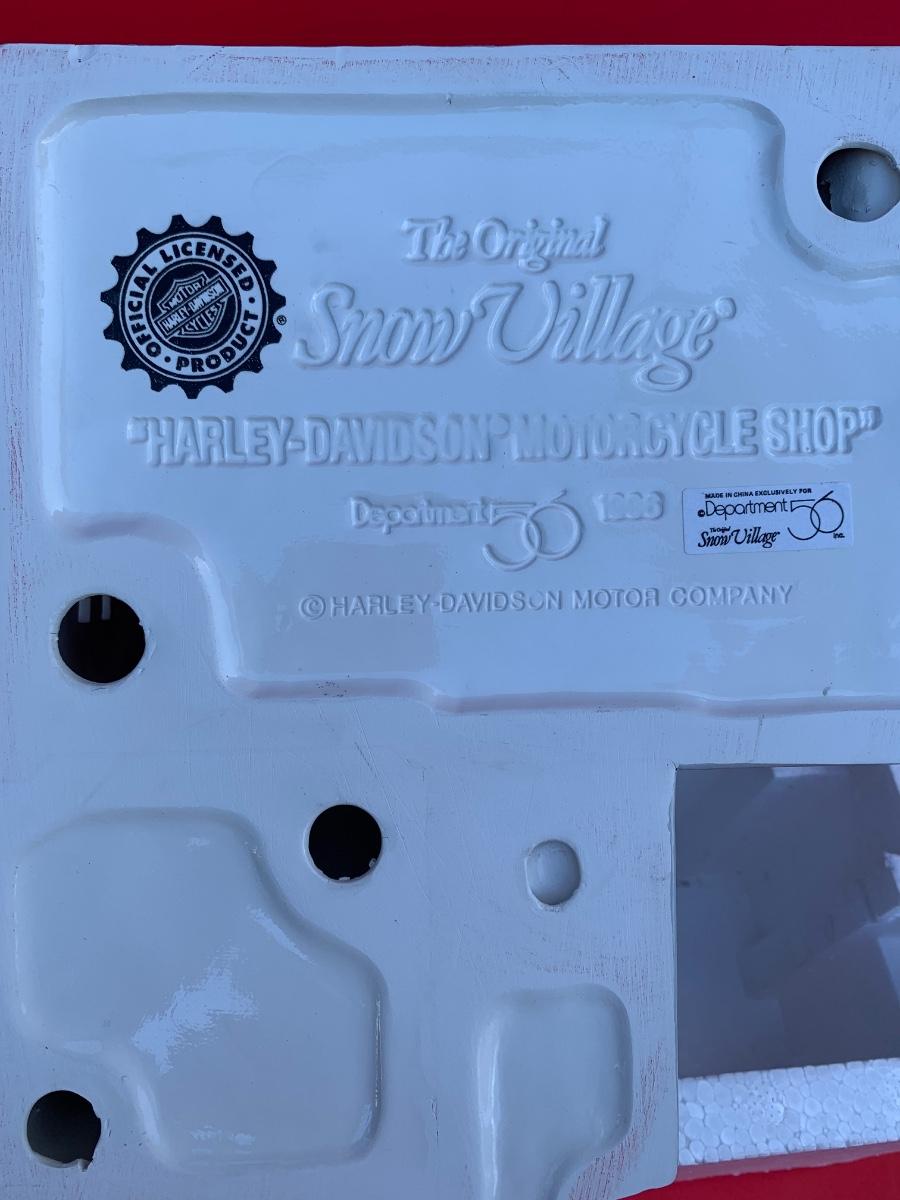 OFFICIAL LICENSED
MOTOR
HARLEY-DAVIDSON
CYCLES
• PRODUCT •
®
The Original
Snow Village®
"HARLEY-DAVIDSON® MOTORCYCLE SHOP"
Department 56 1996
MADE IN CHINA EXCLUSIVELY FOR
©Department 56
The Original
Snow Village® inc.
© HARLEY-DAVIDSON MOTOR COMPANY